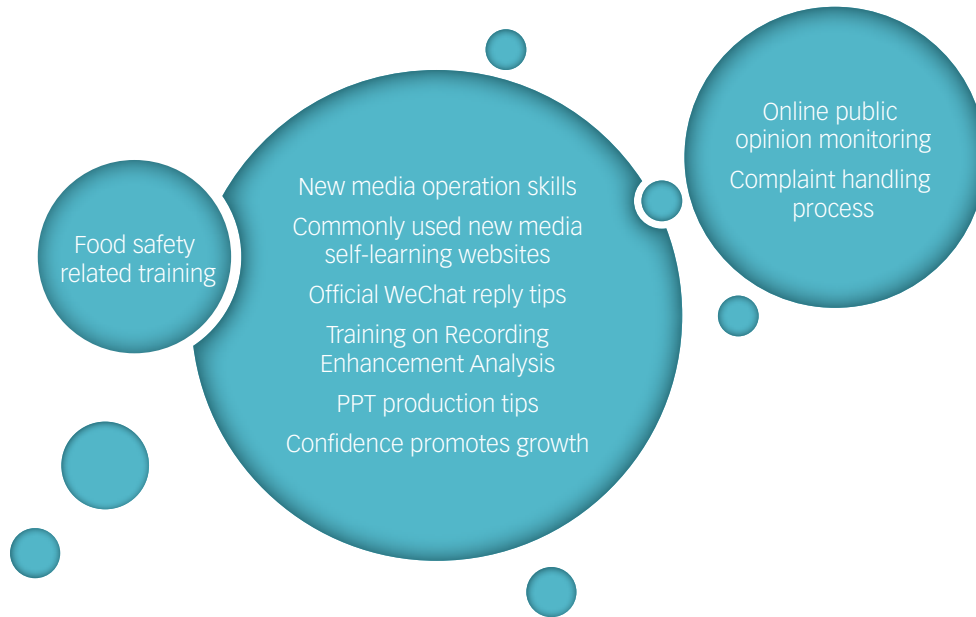 Food safety
related training
New media operation skills
Commonly used new media
self-learning websites
Official WeChat reply tips
Training on Recording
Enhancement Analysis
PPT production tips
Confidence promotes growth
Online public
opinion monitoring
Complaint handling
process